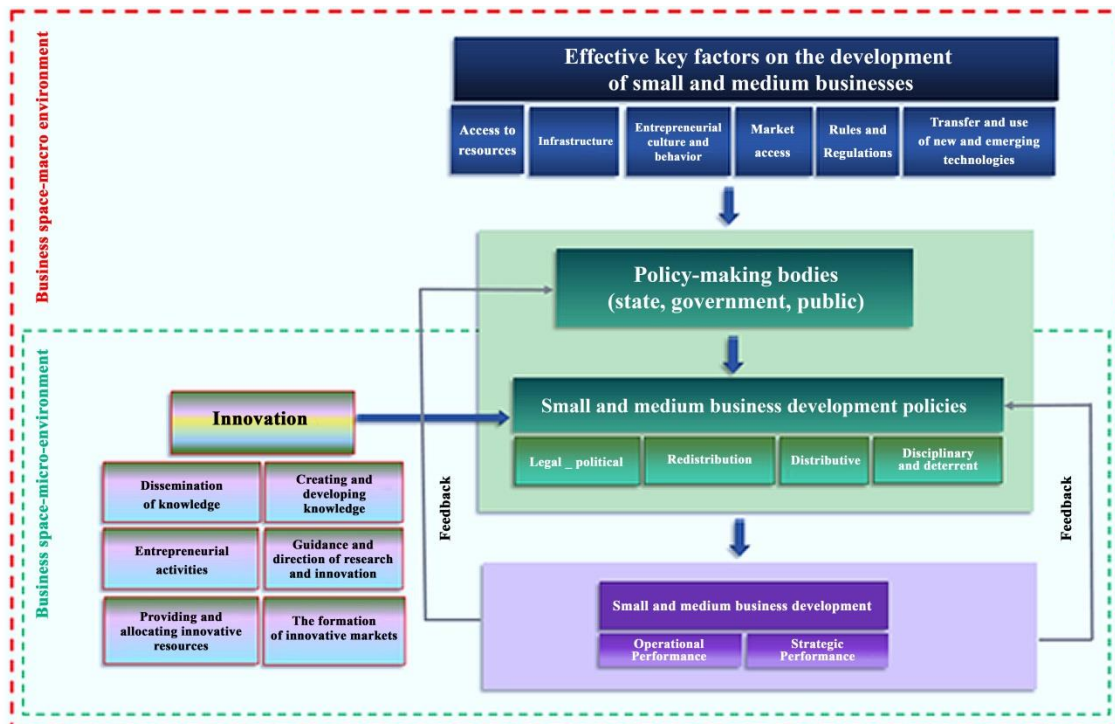 Business space-macro environment
Effective key factors on the development
of small and medium businesses
Access to
resources
Infrastructure
Entrepreneurial
culture and
behavior
Market
access
Rules and
Regulations
Transfer and use
of new and emerging
technologies
Policy-making bodies
(state, government, public)
Business space-micro-environment
Innovation
Small and medium business development policies
Legal _ political
Redistribution
Distributive
Disciplinary
and deterrent
Dissemination
of knowledge
Creating and
developing
knowledge
Entrepreneurial
activities
Guidance and
direction of research
and innovation
Providing and
allocating innovative
resources
The formation
of innovative markets
Feedback
Feedback
Small and medium business development
Operational
Performance
Strategic
Performance